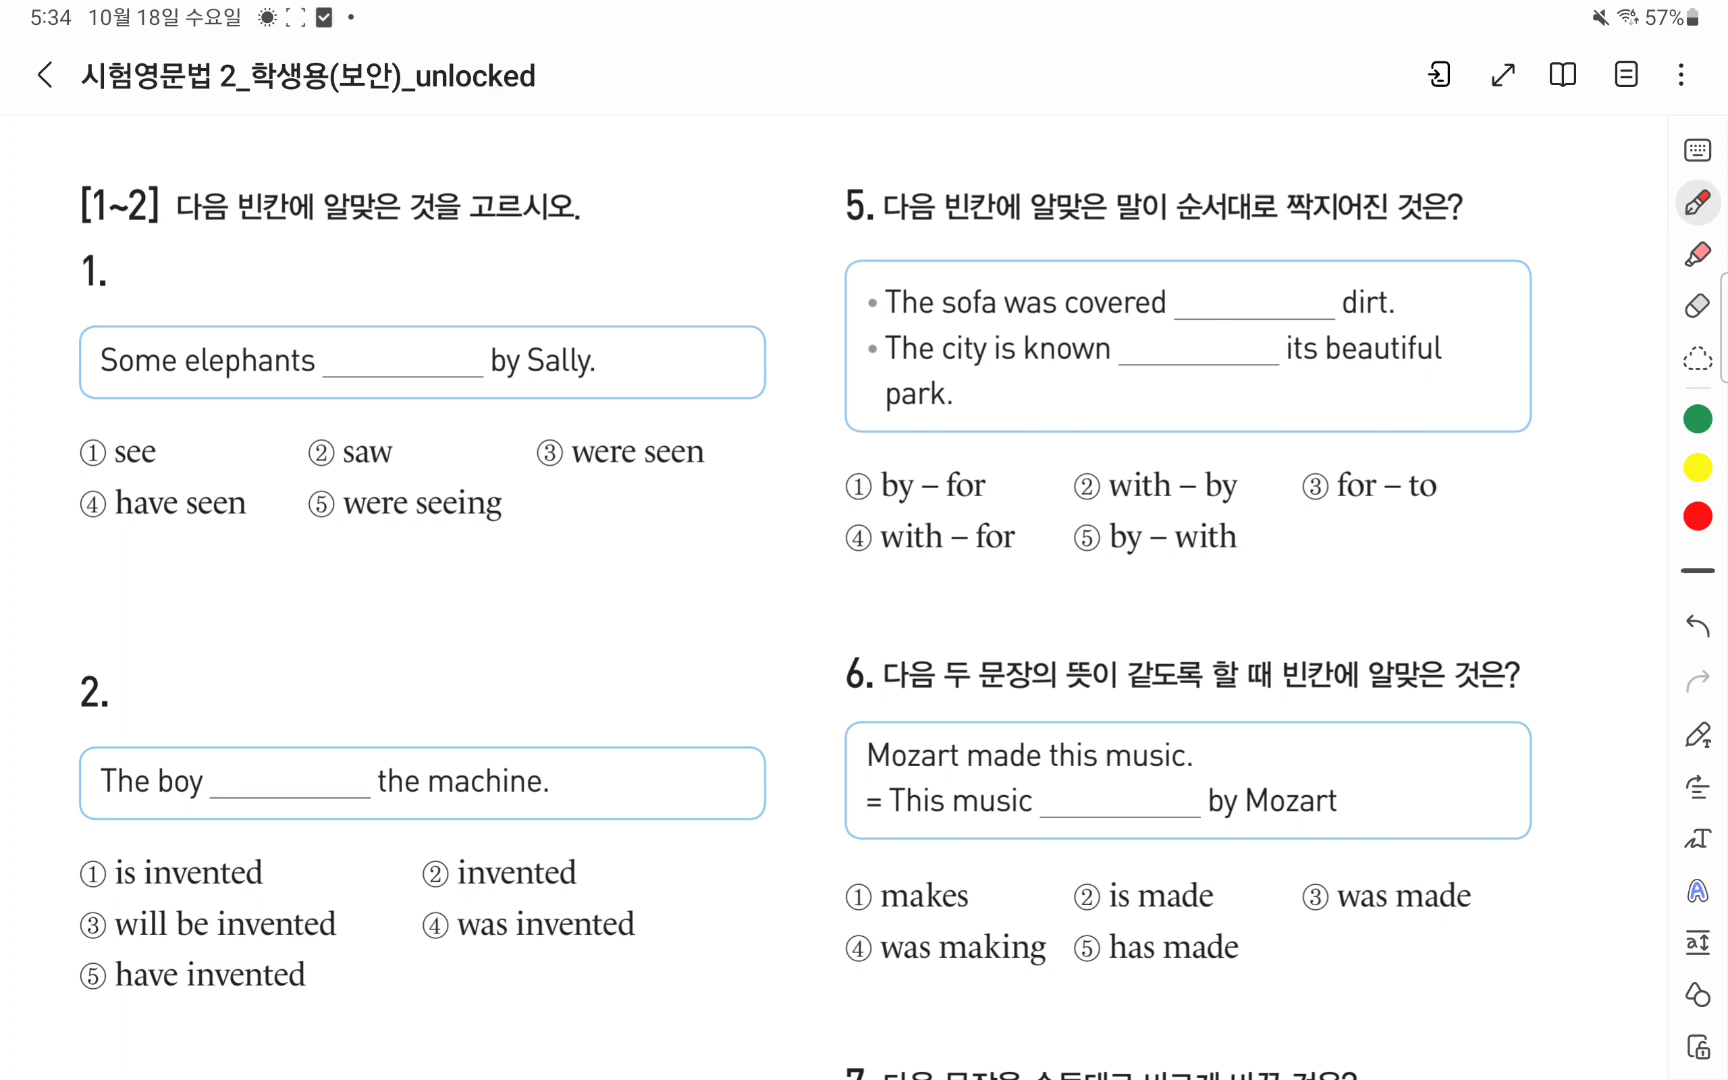 5:34 10월 18일 수요일
57%
시험영문법 2_학생용(보안)_unlocked
[1~2] 다음 빈칸에 알맞은 것을 고르시오.
1.
Some elephants __________ by Sally.
① see ② saw ③ were seen
④ have seen ⑤ were seeing
2.
The boy __________ the machine.
① is invented ② invented
③ will be invented ④ was invented
⑤ have invented
5. 다음 빈칸에 알맞은 말이 순서대로 짝지어진 것은?
• The sofa was covered __________ dirt.
• The city is known __________ its beautiful
park.
① by – for ② with – by ③ for – to
④ with – for ⑤ by – with
6. 다음 두 문장의 뜻이 같도록 할 때 빈칸에 알맞은 것은?
Mozart made this music.
= This music __________ by Mozart
① makes ② is made ③ was made
④ was making ⑤ has made